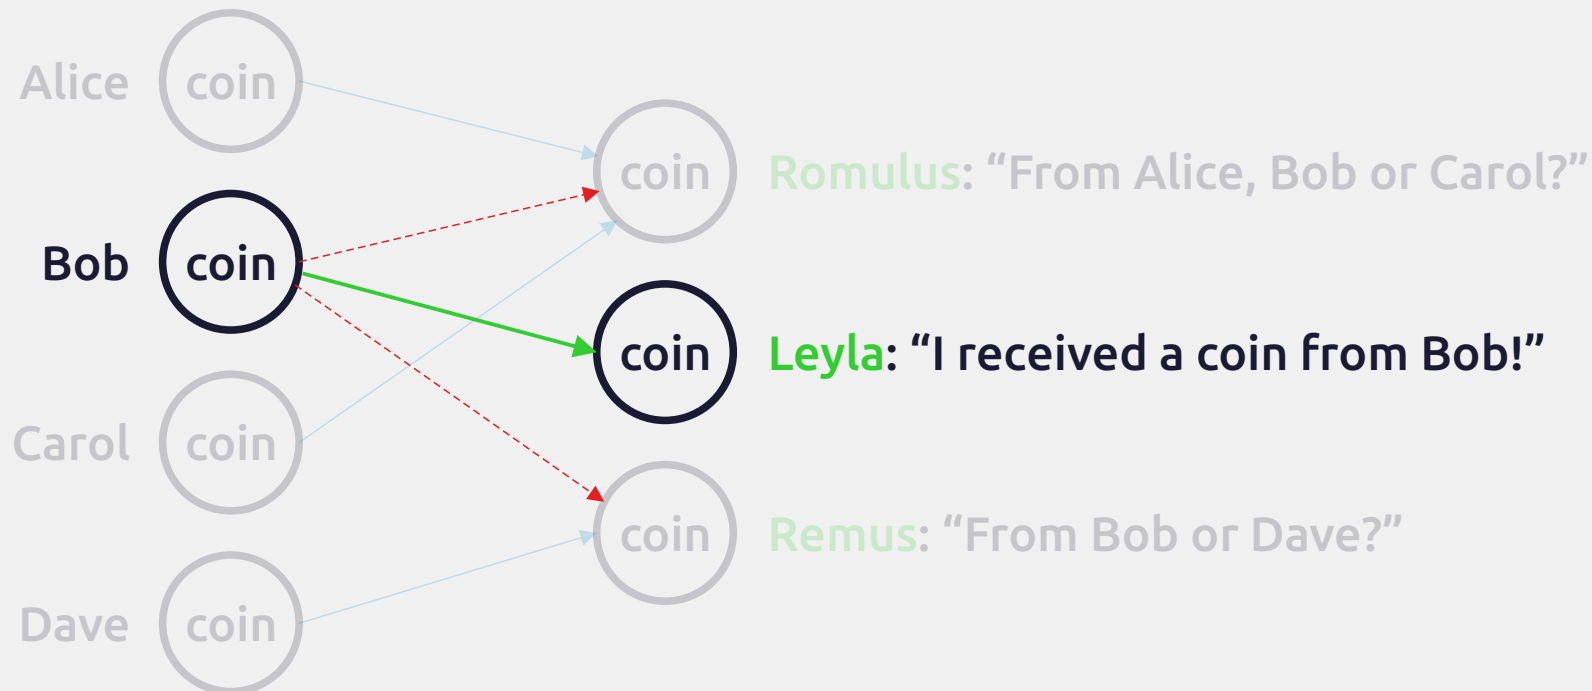 Alice coin
coin Romulus: “From Alice, Bob or Carol?”
Bob coin
coin Leyla: “I received a coin from Bob!”
Carol coin
coin Remus: “From Bob or Dave?”
Dave coin